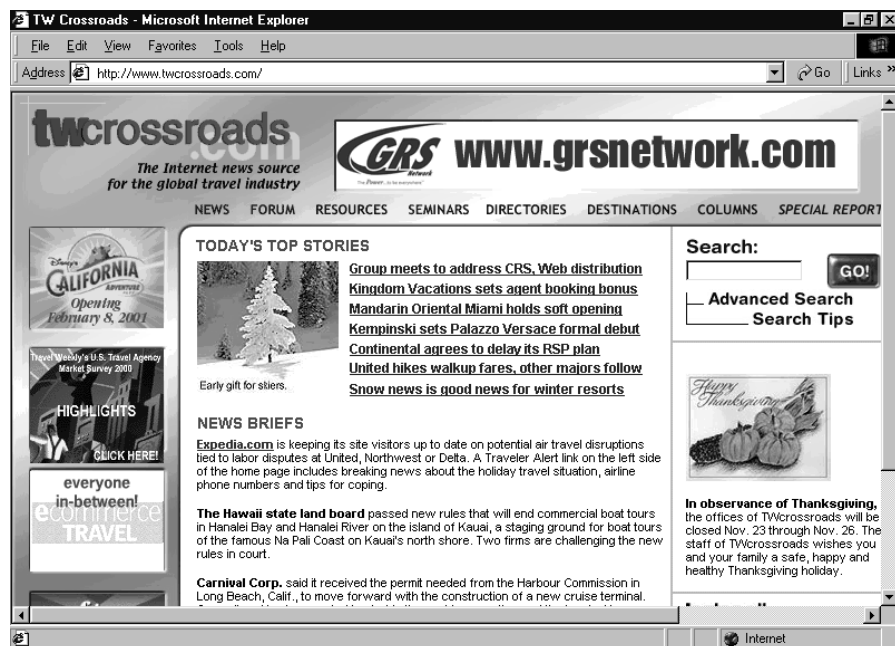 TW Crossroads - Microsoft Internet Explorer
File Edit View Favorites Tools Help
Address http://www.twcrossroads.com/ Go Links »
twcrossroads
.com
The Internet news source
for the global travel industry
GRS
Network
www.grsnetwork.com
NEWS FORUM RESOURCES SEMINARS DIRECTORIES DESTINATIONS COLUMNS SPECIAL REPORT
Disney's
CALIFORNIA
ADVENTURE
Opening
February 8, 2001
Travel Weekly's U.S. Travel Agency
Market Survey 2000
HIGHLIGHTS
CLICK HERE!
everyone
in-between!
ecommerce
TRAVEL
TODAY'S TOP STORIES
Early gift for skiers.
Group meets to address CRS, Web distribution
Kingdom Vacations sets agent booking bonus
Mandarin Oriental Miami holds soft opening
Kempinski sets Palazzo Versace formal debut
Continental agrees to delay its RSP plan
United hikes walkup fares, other majors follow
Snow news is good news for winter resorts
NEWS BRIEFS
Expedia.com is keeping its site visitors up to date on potential air travel disruptions
tied to labor disputes at United, Northwest or Delta. A Traveler Alert link on the left side
of the home page includes breaking news about the holiday travel situation, airline
phone numbers and tips for coping.
The Hawaii state land board passed new rules that will end commercial boat tours
in Hanalei Bay and Hanalei River on the island of Kauai, a staging ground for boat tours
of the famous Na Pali Coast on Kauai's north shore. Two firms are challenging the new
rules in court.
Carnival Corp. said it received the permit needed from the Harbour Commission in
Long Beach, Calif., to move forward with the construction of a new cruise terminal.
Search:
GO!
Advanced Search
Search Tips
Happy
Thanksgiving
In observance of Thanksgiving,
the offices of TWcrossroads will be
closed Nov. 23 through Nov. 26. The
staff of TWcrossroads wishes you
and your family a safe, happy and
healthy Thanksgiving holiday.
Internet